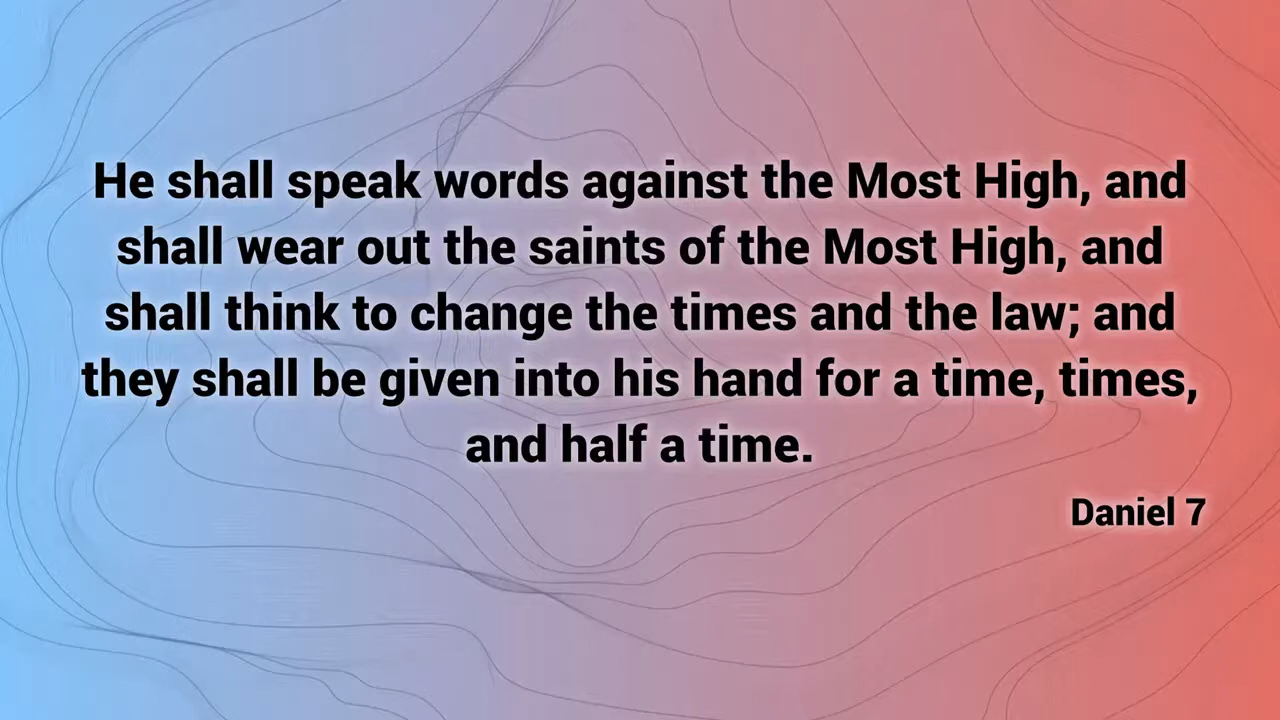 He shall speak words against the Most High, and
shall wear out the saints of the Most High, and
shall think to change the times and the law; and
they shall be given into his hand for a time, times,
and half a time.
Daniel 7